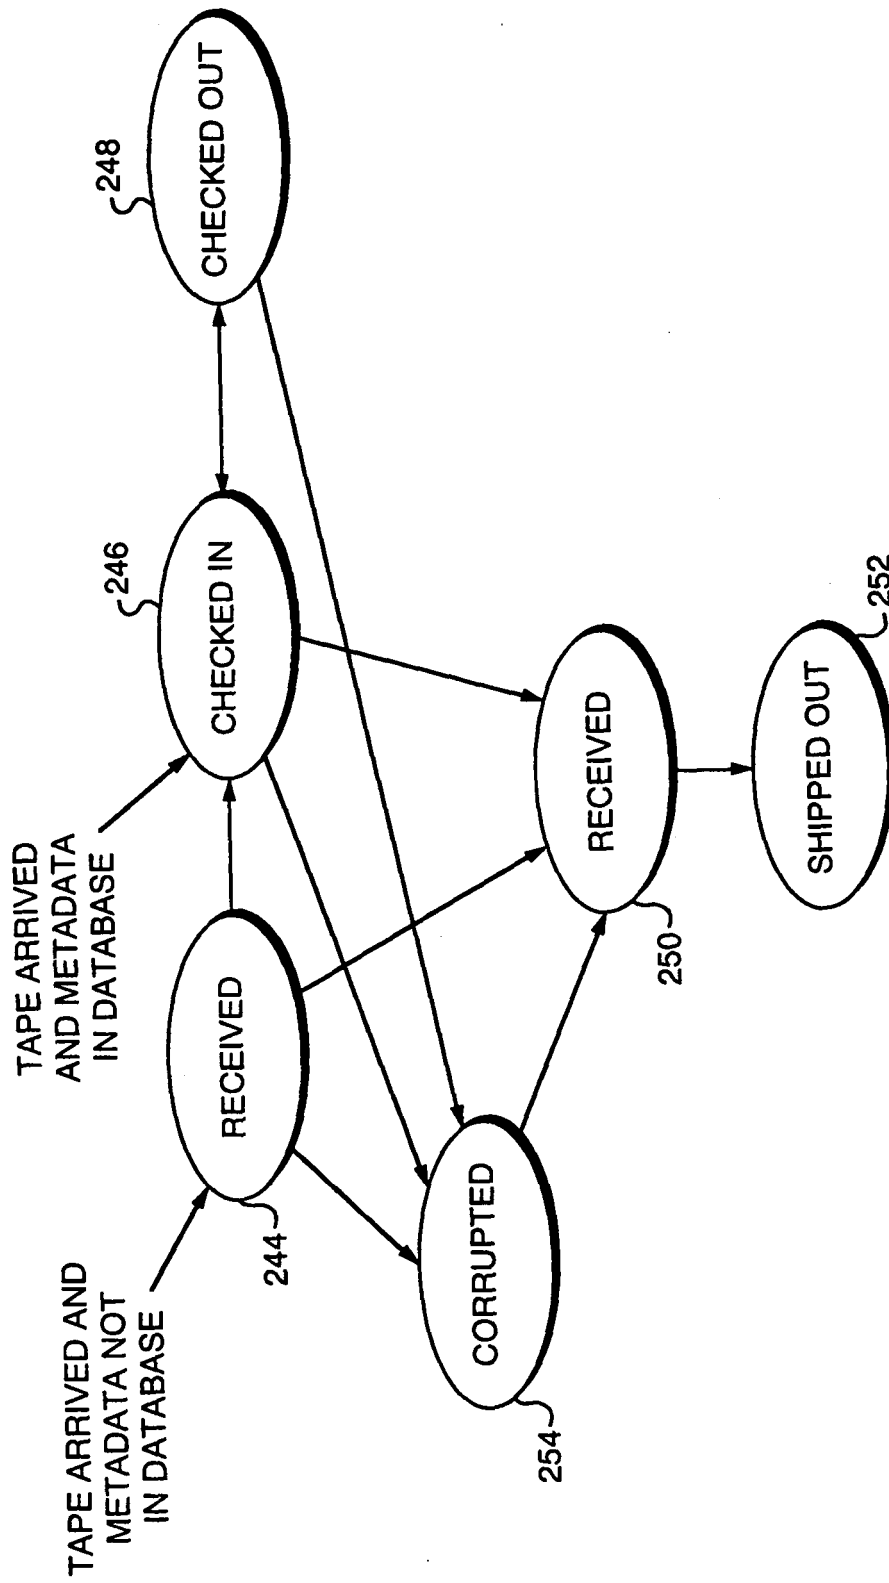 TAPE ARRIVED AND
METADATA NOT
IN DATABASE
TAPE ARRIVED
AND METADATA
IN DATABASE
244
RECEIVED
246
CHECKED IN
248
CHECKED OUT
254
CORRUPTED
250
RECEIVED
SHIPPED OUT
252